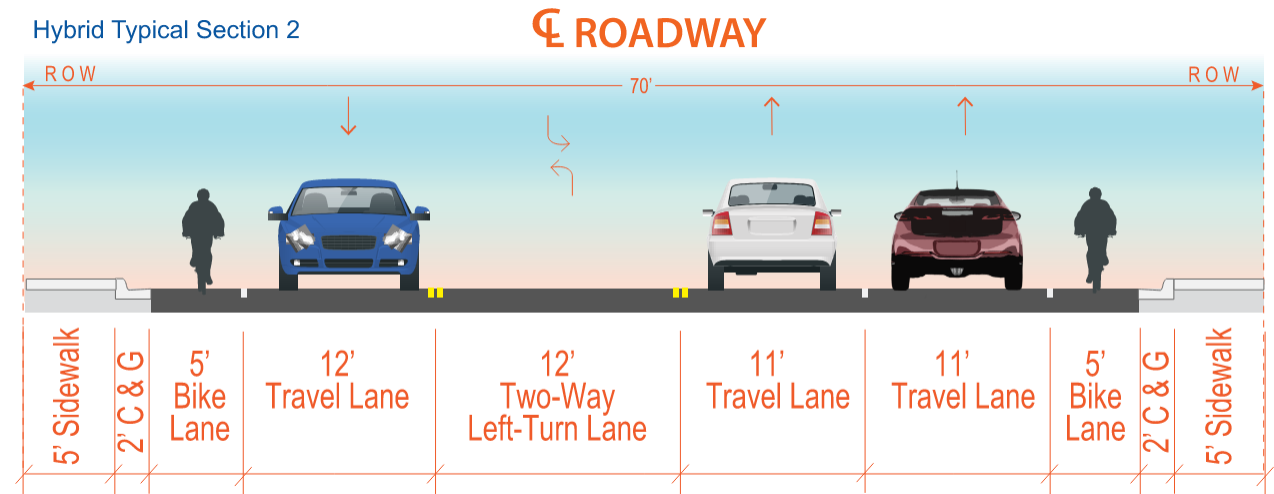 Hybrid Typical Section 2
℄ ROADWAY
ROW
70'
ROW
5' Sidewalk
2' C & G
5'
Bike
Lane
12'
Travel Lane
12'
Two-Way
Left-Turn Lane
11'
Travel Lane
11'
Travel Lane
5'
Bike
Lane
2' C & G
5' Sidewalk